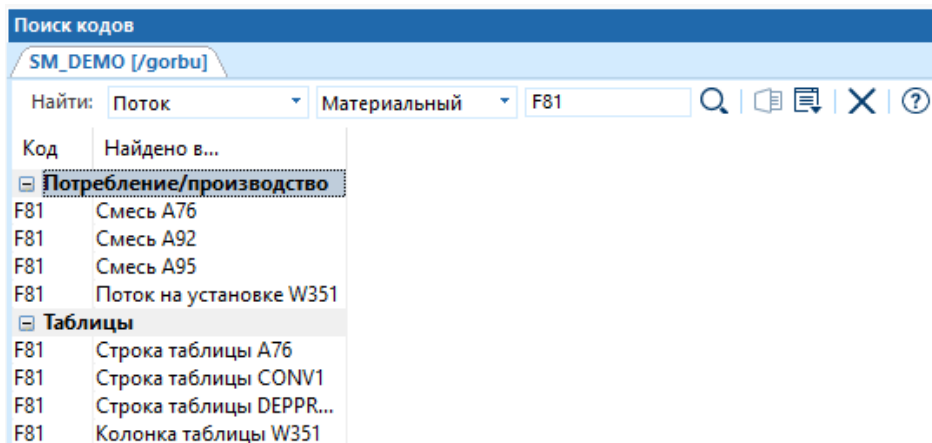 Поиск кодов
SM_DEMO [/gorbu]
Найти: Поток Материальный F81
Код Найдено в...
Потребление/производство
F81 Смесь A76
F81 Смесь A92
F81 Смесь A95
F81 Поток на установке W351
Таблицы
F81 Строка таблицы A76
F81 Строка таблицы CONV1
F81 Строка таблицы DEPPR...
F81 Колонка таблицы W351